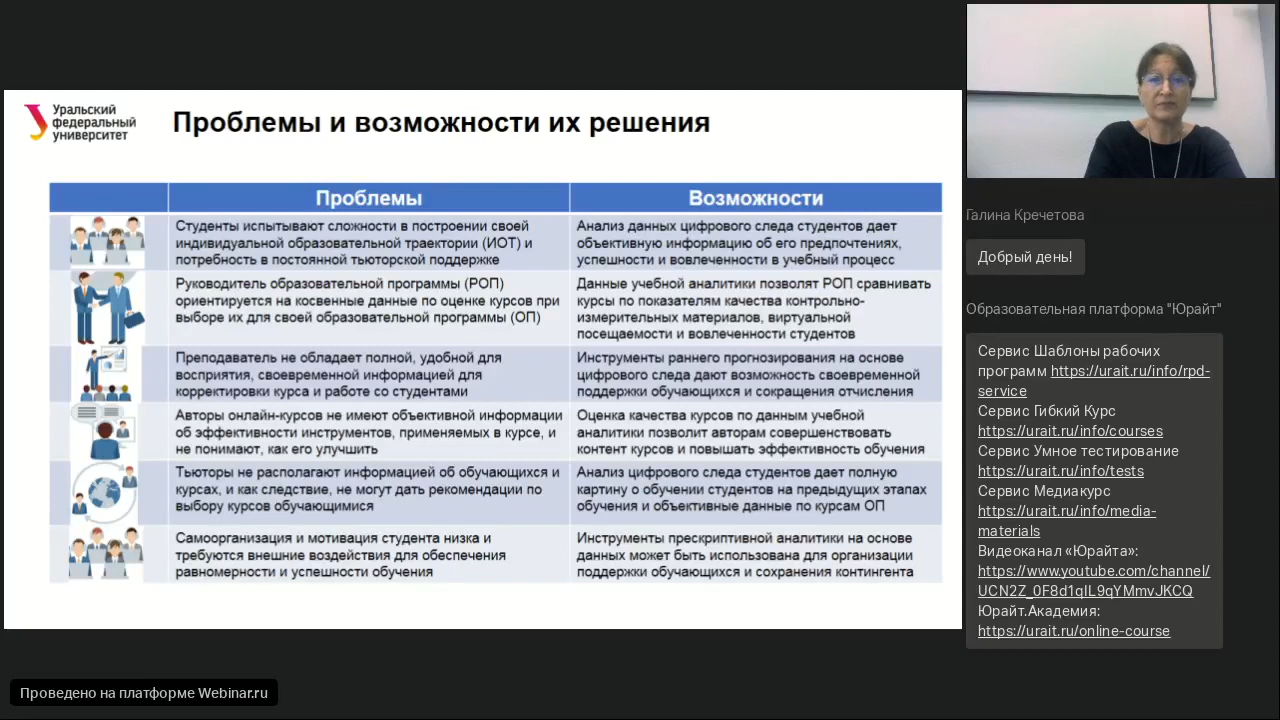 Уральский
федеральный
университет
Проблемы и возможности их решения
Проблемы
Возможности
Студенты испытывают сложности в построении своей
индивидуальной образовательной траектории (ИОТ) и
потребность в постоянной тьюторской поддержке
Анализ данных цифрового следа студентов дает
объективную информацию об его предпочтениях,
успешности и вовлеченности в учебный процесс
Руководитель образовательной программы (РОП)
ориентируется на косвенные данные по оценке курсов при
выборе их для своей образовательной программы (ОП)
Данные учебной аналитики позволят РОП сравнивать
курсы по показателям качества контрольно-
измерительных материалов, виртуальной
посещаемости и вовлеченности студентов
Преподаватель не обладает полной, удобной для
восприятия, своевременной информацией для
корректировки курса и работе со студентами
Инструменты раннего прогнозирования на основе
цифрового следа дают возможность своевременной
поддержки обучающихся и сокращения отчисления
Авторы онлайн-курсов не имеют объективной информации
об эффективности инструментов, применяемых в курсе, и
не понимают, как его улучшить
Оценка качества курсов по данным учебной
аналитики позволит авторам совершенствовать
контент курсов и повышать эффективность обучения
Тьюторы не располагают информацией об обучающихся и
курсах, и как следствие, не могут дать рекомендации по
выбору курсов обучающимися
Анализ цифрового следа студентов дает полную
картину о обучении студентов на предыдущих этапах
обучения и объективные данные по курсам ОП
Самоорганизация и мотивация студента низка и
требуются внешние воздействия для обеспечения
равномерности и успешности обучения
Инструменты прескриптивной аналитики на основе
данных может быть использована для организации
поддержки обучающихся и сохранения контингента
Галина Кречетова
Добрый день!
Образовательная платформа "Юрайт"
Сервис Шаблоны рабочих
программ https://urait.ru/info/rpd-
service
Сервис Гибкий Курс
https://urait.ru/info/courses
Сервис Умное тестирование
https://urait.ru/info/tests
Сервис Медиакурс
https://urait.ru/info/media-
materials
Видеоканал «Юрайта»:
https://www.youtube.com/channel/
UCN2Z_0F8d1qIL9qYMmvJKCQ
Юрайт.Академия:
https://urait.ru/online-course
Проведено на платформе Webinar.ru